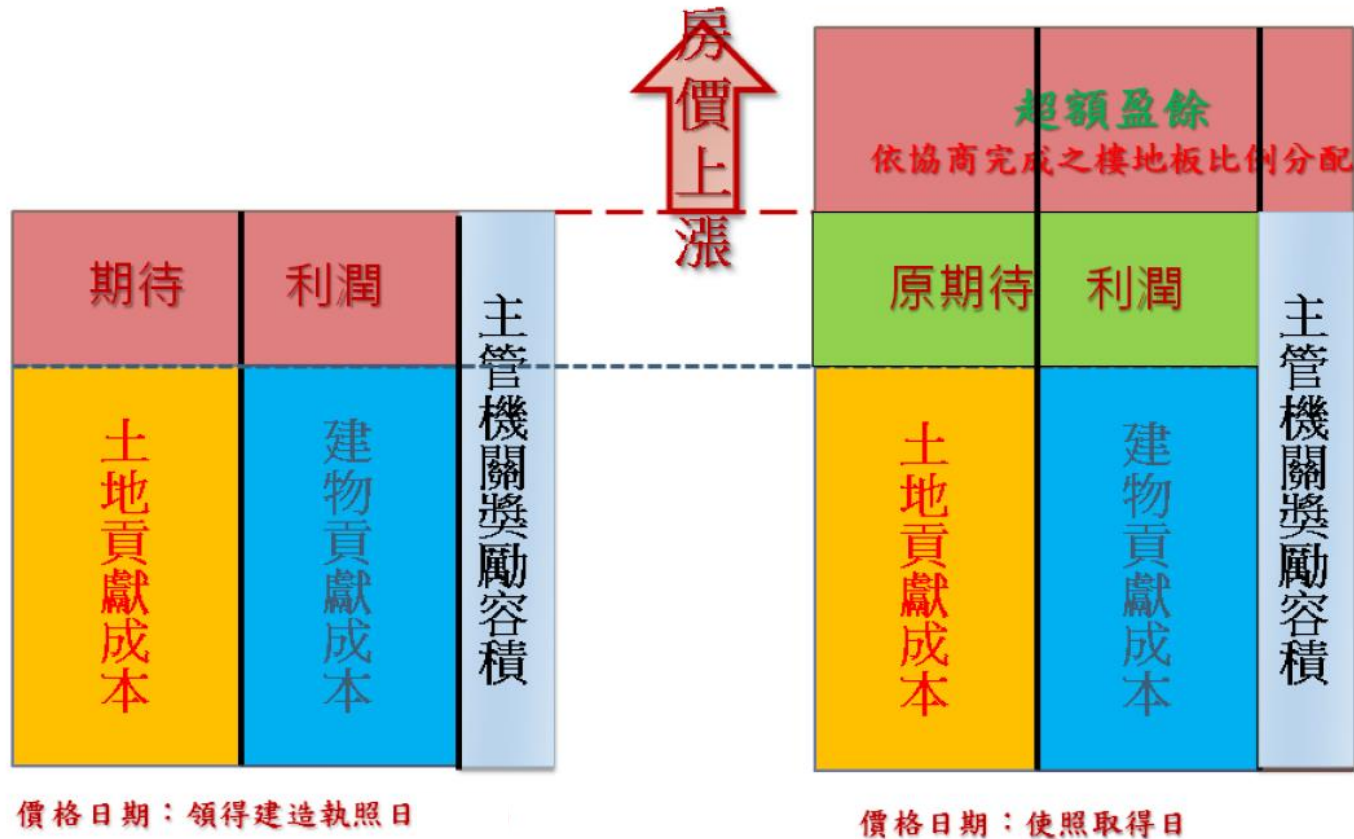 期待 利潤
主管機關獎勵容積
土地貢獻成本
建物貢獻成本
價格日期：領得建造執照日
房價上漲
超額盈餘
依協商完成之樓地板比例分配
原期待 利潤
主管機關獎勵容積
土地貢獻成本
建物貢獻成本
價格日期：使照取得日